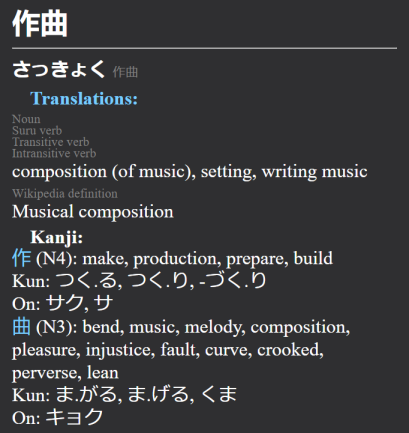 作曲
さっきょく 作曲
Translations:
Noun
Suru verb
Transitive verb
Intransitive verb
composition (of music), setting, writing music
Wikipedia definition
Musical composition
Kanji:
作 (N4): make, production, prepare, build
Kun: つく.る, つく.り, -づく.り
On: サク, サ
曲 (N3): bend, music, melody, composition,
pleasure, injustice, fault, curve, crooked,
perverse, lean
Kun: ま.がる, ま.げる, くま
On: キョク